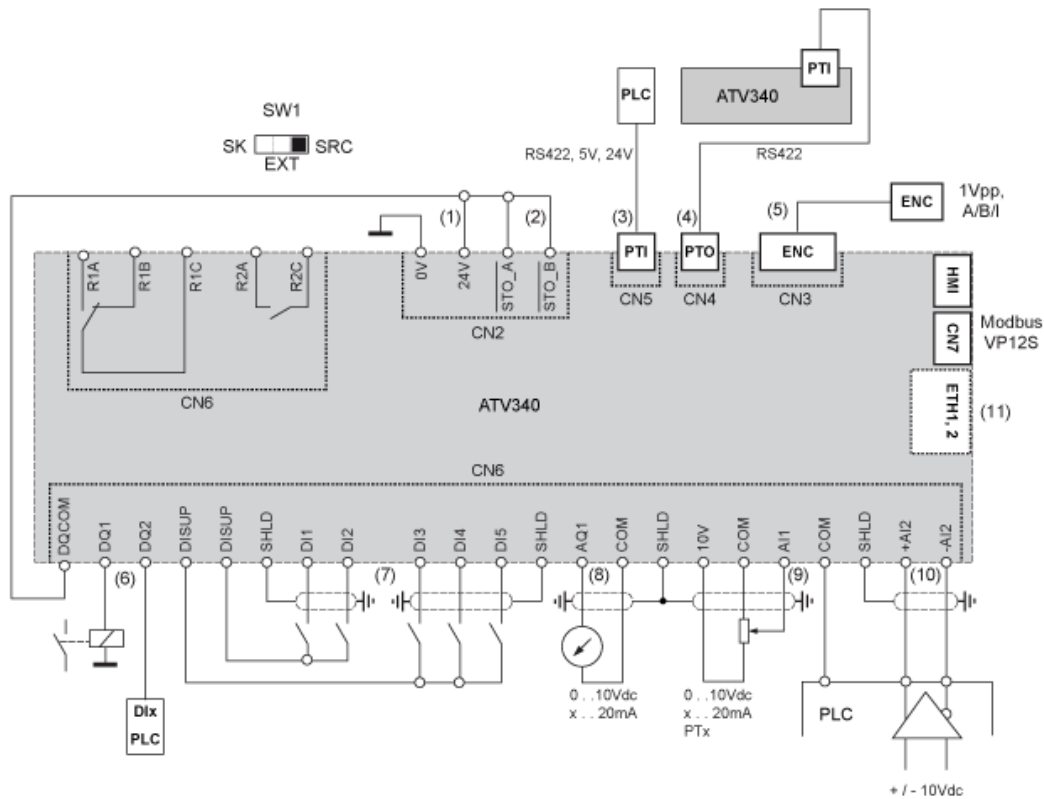 SW1
SK SRC
EXT
PLC
PTI
ATV340
RS422, 5V, 24V
RS422
ENC
1Vpp,
A/B/I
(1)
(2)
(3)
(4)
(5)
R1A
R1B
R1C
R2A
R2C
CN6
0V
24V
STO_A
STO_B
CN2
PTI
CN5
PTO
CN4
ENC
CN3
HMI
CN7
Modbus
VP12S
ETH1, 2
(11)
ATV340
CN6
DQCOM
DQ1
DQ2
DISUP
DISUP
SHLD
DI1
DI2
DI3
DI4
DI5
SHLD
AQ1
COM
SHLD
10V
COM
AI1
COM
SHLD
+AI2
-AI2
(6)
(7)
(8)
(9)
(10)
DIx
PLC
0 . . 10Vdc
x . . 20mA
0 . . 10Vdc
x . . 20mA
PTx
PLC
+ / - 10Vdc